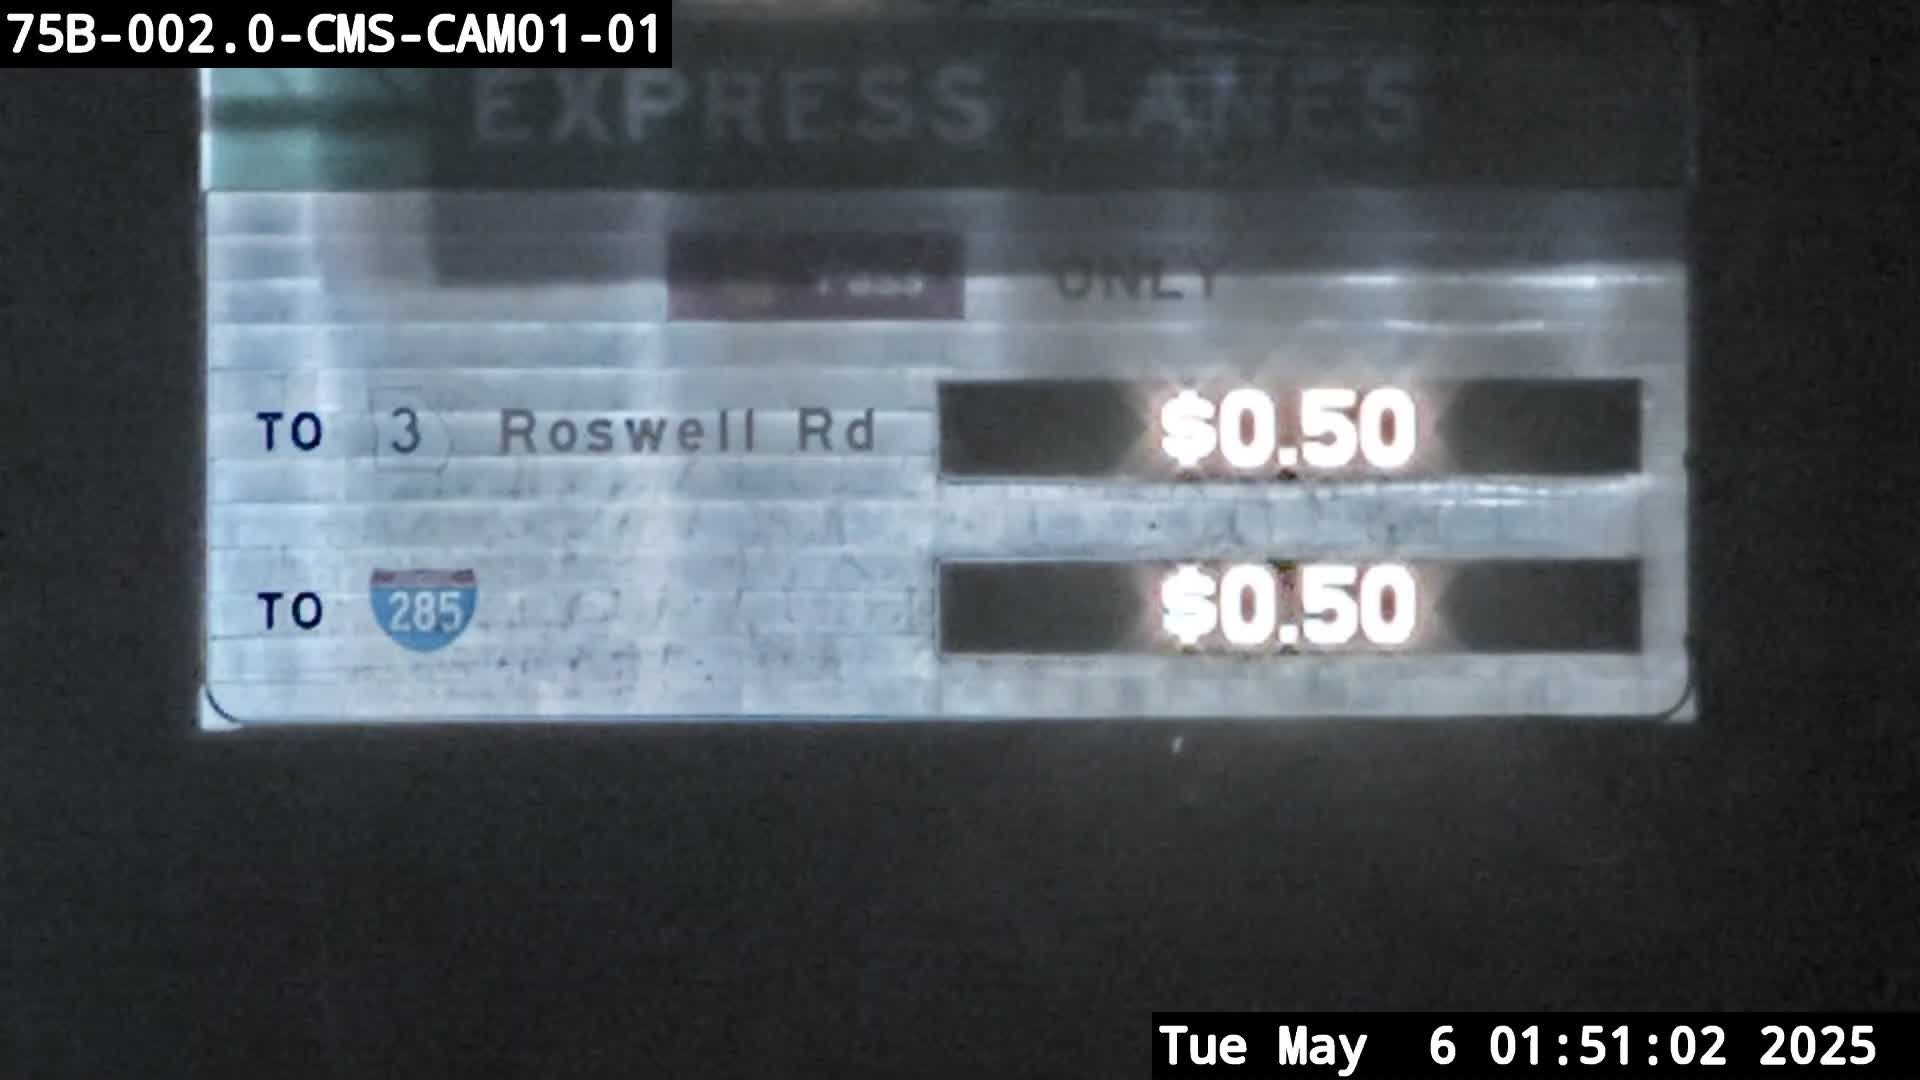 75B-002.0-CMS-CAM01-01
EXPRESS LANES
Pass ONLY
TO 3 Roswell Rd $0.50
TO 285 $0.50
Tue May 6 01:51:02 2025